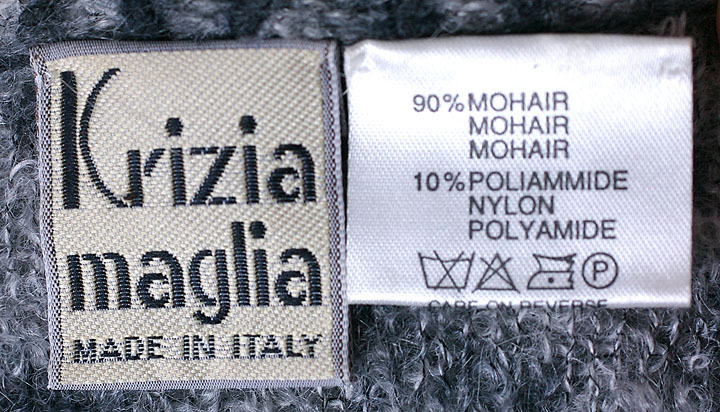 Krizia
maglia
MADE IN ITALY
90% MOHAIR
MOHAIR
MOHAIR
10% POLIAMMIDE
NYLON
POLYAMIDE
P
CARE ON REVERSE